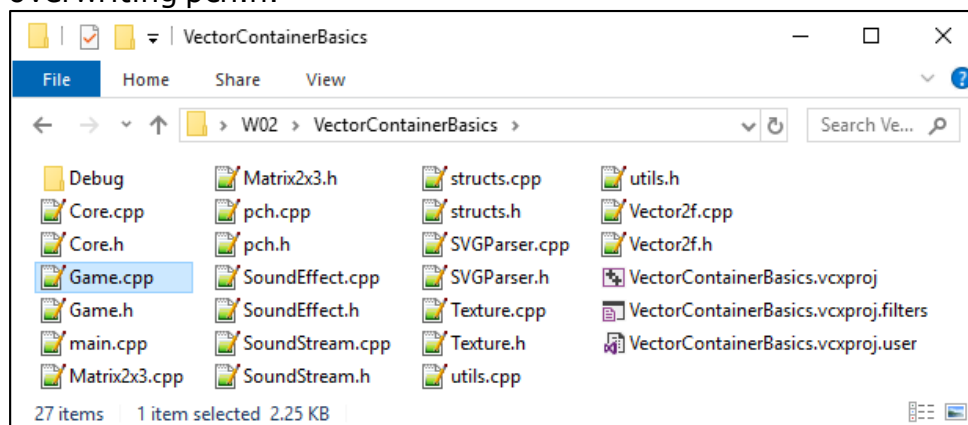 overwriting pch.h.
VectorContainerBasics
File Home Share View
W02 > VectorContainerBasics >
Search Ve...
Debug Matrix2x3.h structs.cpp utils.h
Core.cpp pch.cpp structs.h Vector2f.cpp
Core.h pch.h SVGParser.cpp Vector2f.h
Game.cpp SoundEffect.cpp SVGParser.h VectorContainerBasics.vcxproj
Game.h SoundEffect.h Texture.cpp VectorContainerBasics.vcxproj.filters
main.cpp SoundStream.cpp Texture.h VectorContainerBasics.vcxproj.user
Matrix2x3.cpp SoundStream.h utils.cpp
27 items 1 item selected 2.25 KB